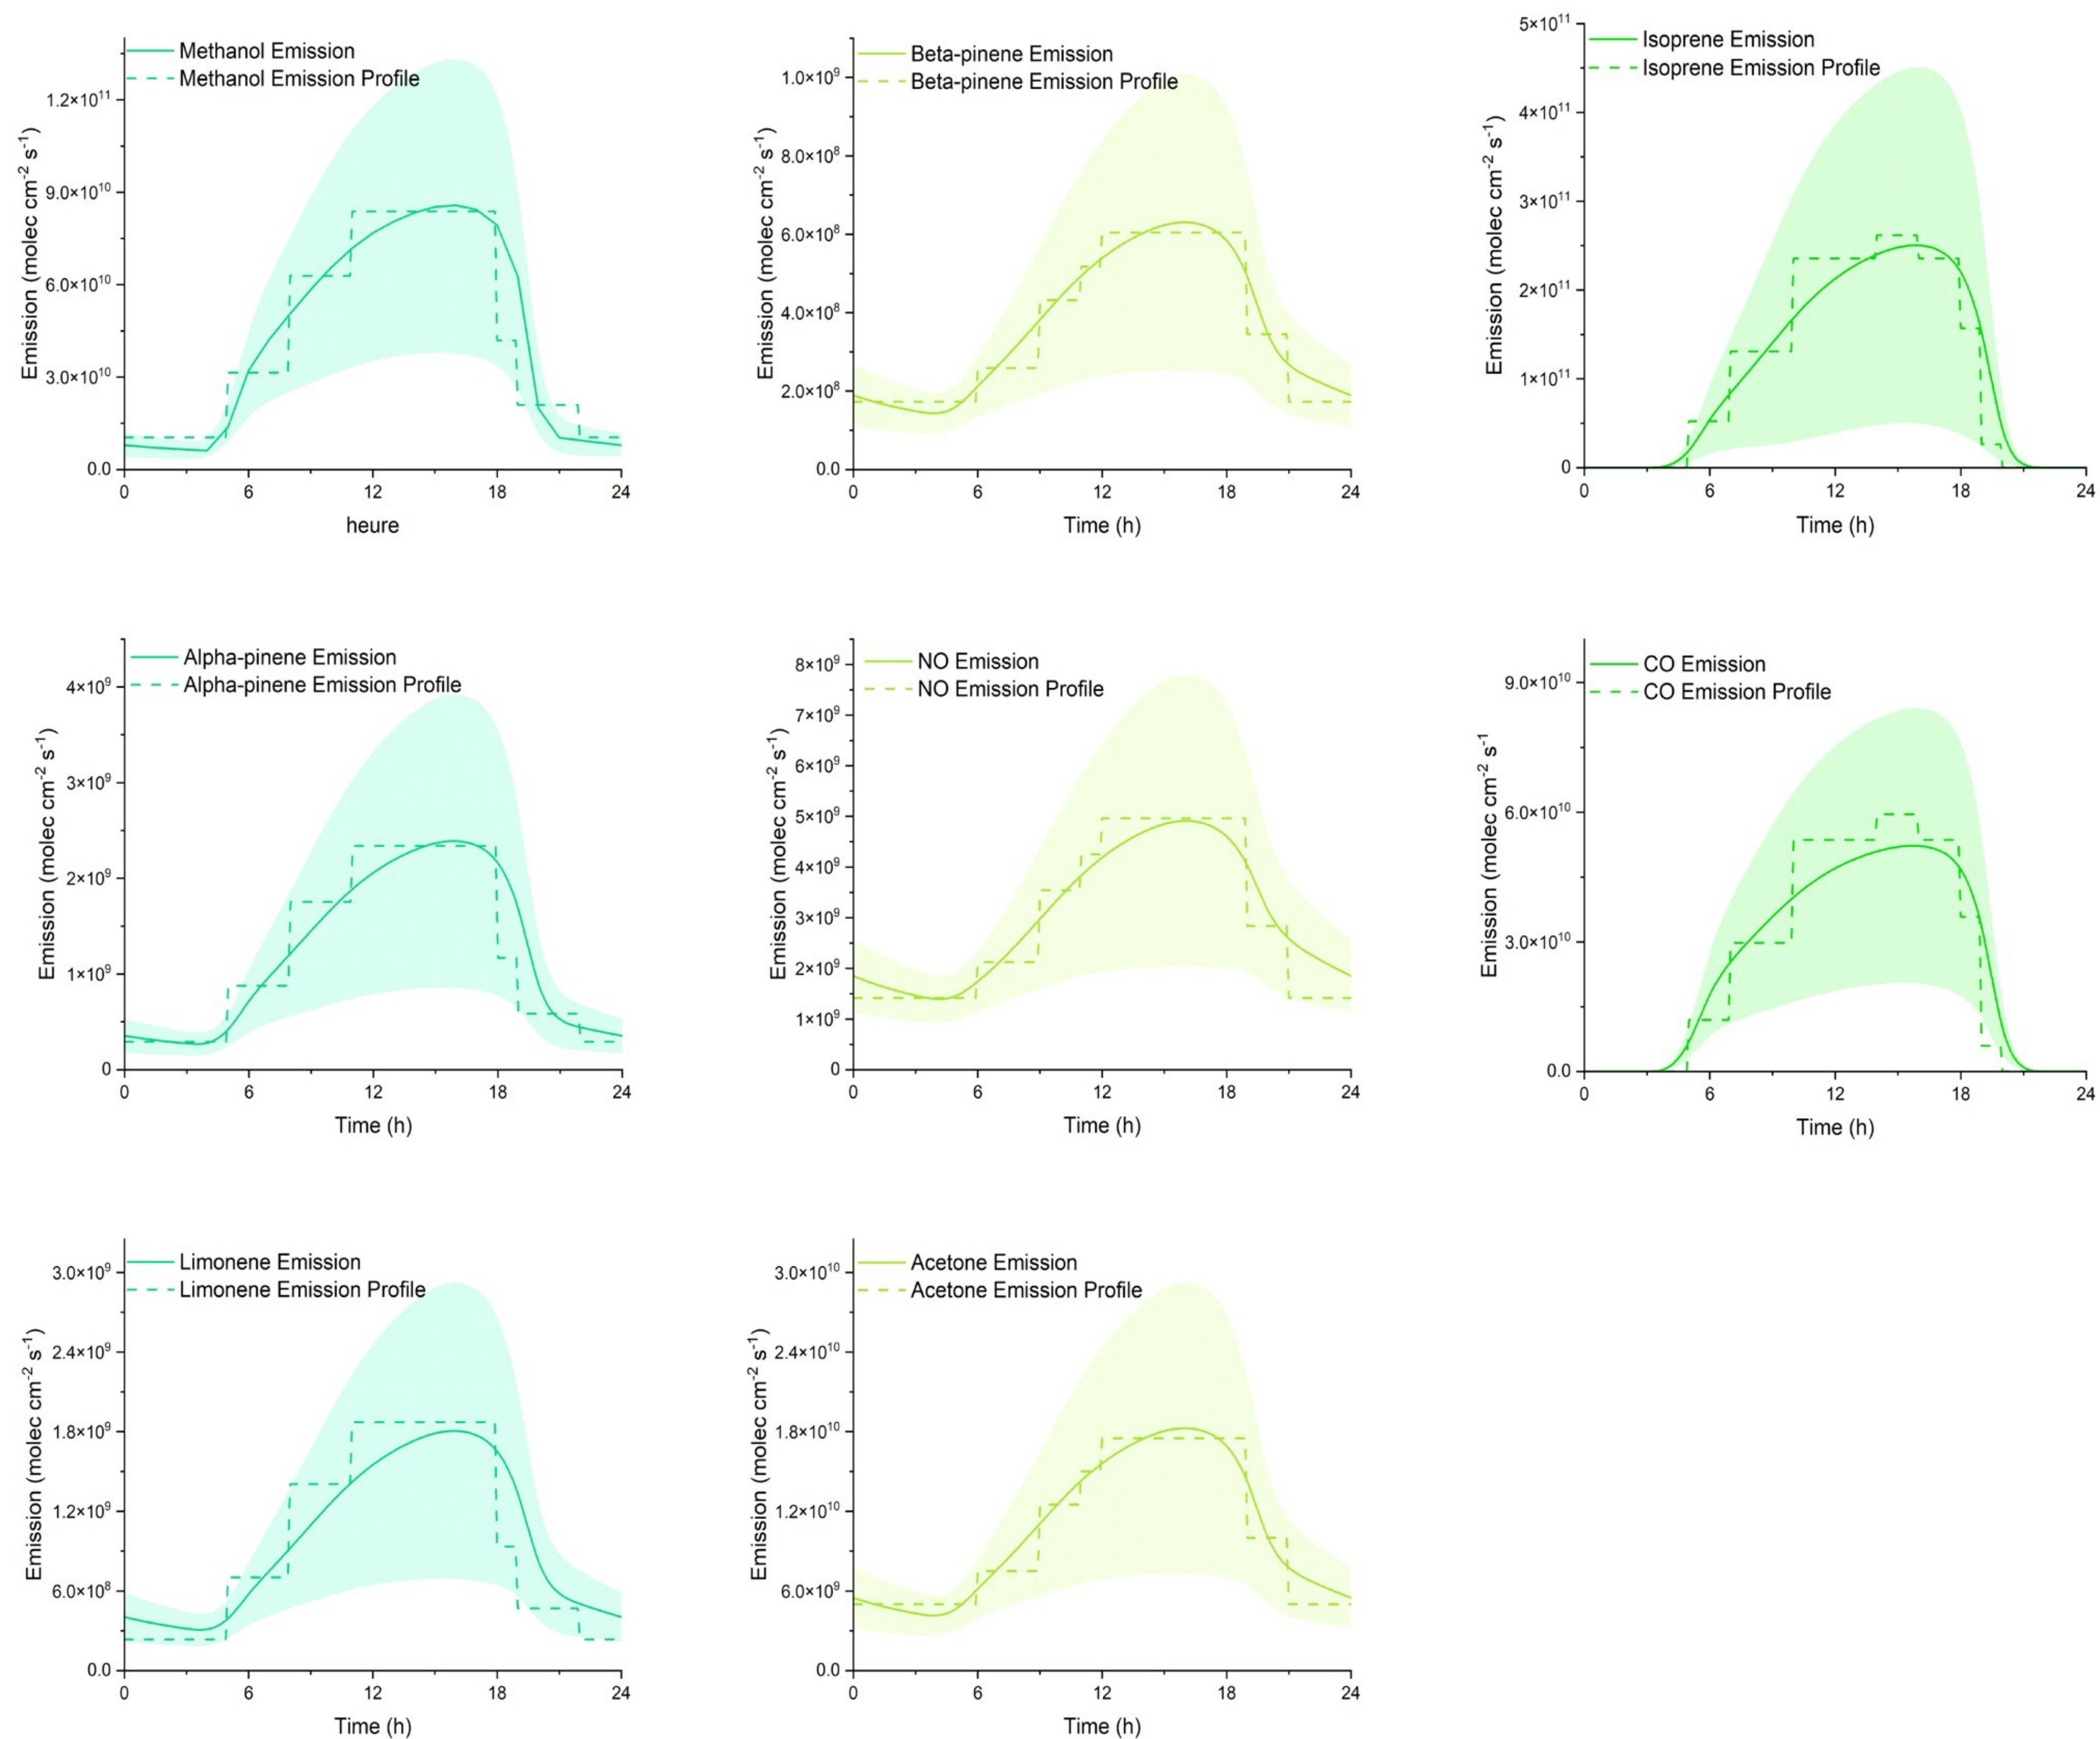 Methanol Emission
Methanol Emission Profile
1.2×10¹¹
9.0×10¹⁰
6.0×10¹⁰
3.0×10¹⁰
0.0
0 6 12 18 24
heure
Emission (molec cm⁻² s⁻¹)
Beta-pinene Emission
Beta-pinene Emission Profile
1.0×10⁹
8.0×10⁸
6.0×10⁸
4.0×10⁸
2.0×10⁸
0.0
0 6 12 18 24
Time (h)
Emission (molec cm⁻² s⁻¹)
Isoprene Emission
Isoprene Emission Profile
5×10¹¹
4×10¹¹
3×10¹¹
2×10¹¹
1×10¹¹
0
0 6 12 18 24
Time (h)
Emission (molec cm⁻² s⁻¹)
Alpha-pinene Emission
Alpha-pinene Emission Profile
4×10⁹
3×10⁹
2×10⁹
1×10⁹
0
0 6 12 18 24
Time (h)
Emission (molec cm⁻² s⁻¹)
NO Emission
NO Emission Profile
8×10⁹
7×10⁹
6×10⁹
5×10⁹
4×10⁹
3×10⁹
2×10⁹
1×10⁹
0
0 6 12 18 24
Time (h)
Emission (molec cm⁻² s⁻¹)
CO Emission
CO Emission Profile
9.0×10¹⁰
6.0×10¹⁰
3.0×10¹⁰
0.0
0 6 12 18 24
Time (h)
Emission (molec cm⁻² s⁻¹
Limonene Emission
Limonene Emission Profile
3.0×10⁹
2.4×10⁹
1.8×10⁹
1.2×10⁹
6.0×10⁸
0.0
0 6 12 18 24
Time (h)
Emission (molec cm⁻² s⁻¹)
Acetone Emission
Acetone Emission Profile
3.0×10¹⁰
2.4×10¹⁰
1.8×10¹⁰
1.2×10¹⁰
6.0×10⁹
0.0
0 6 12 18 24
Time (h)
Emission (molec cm⁻² s⁻¹)